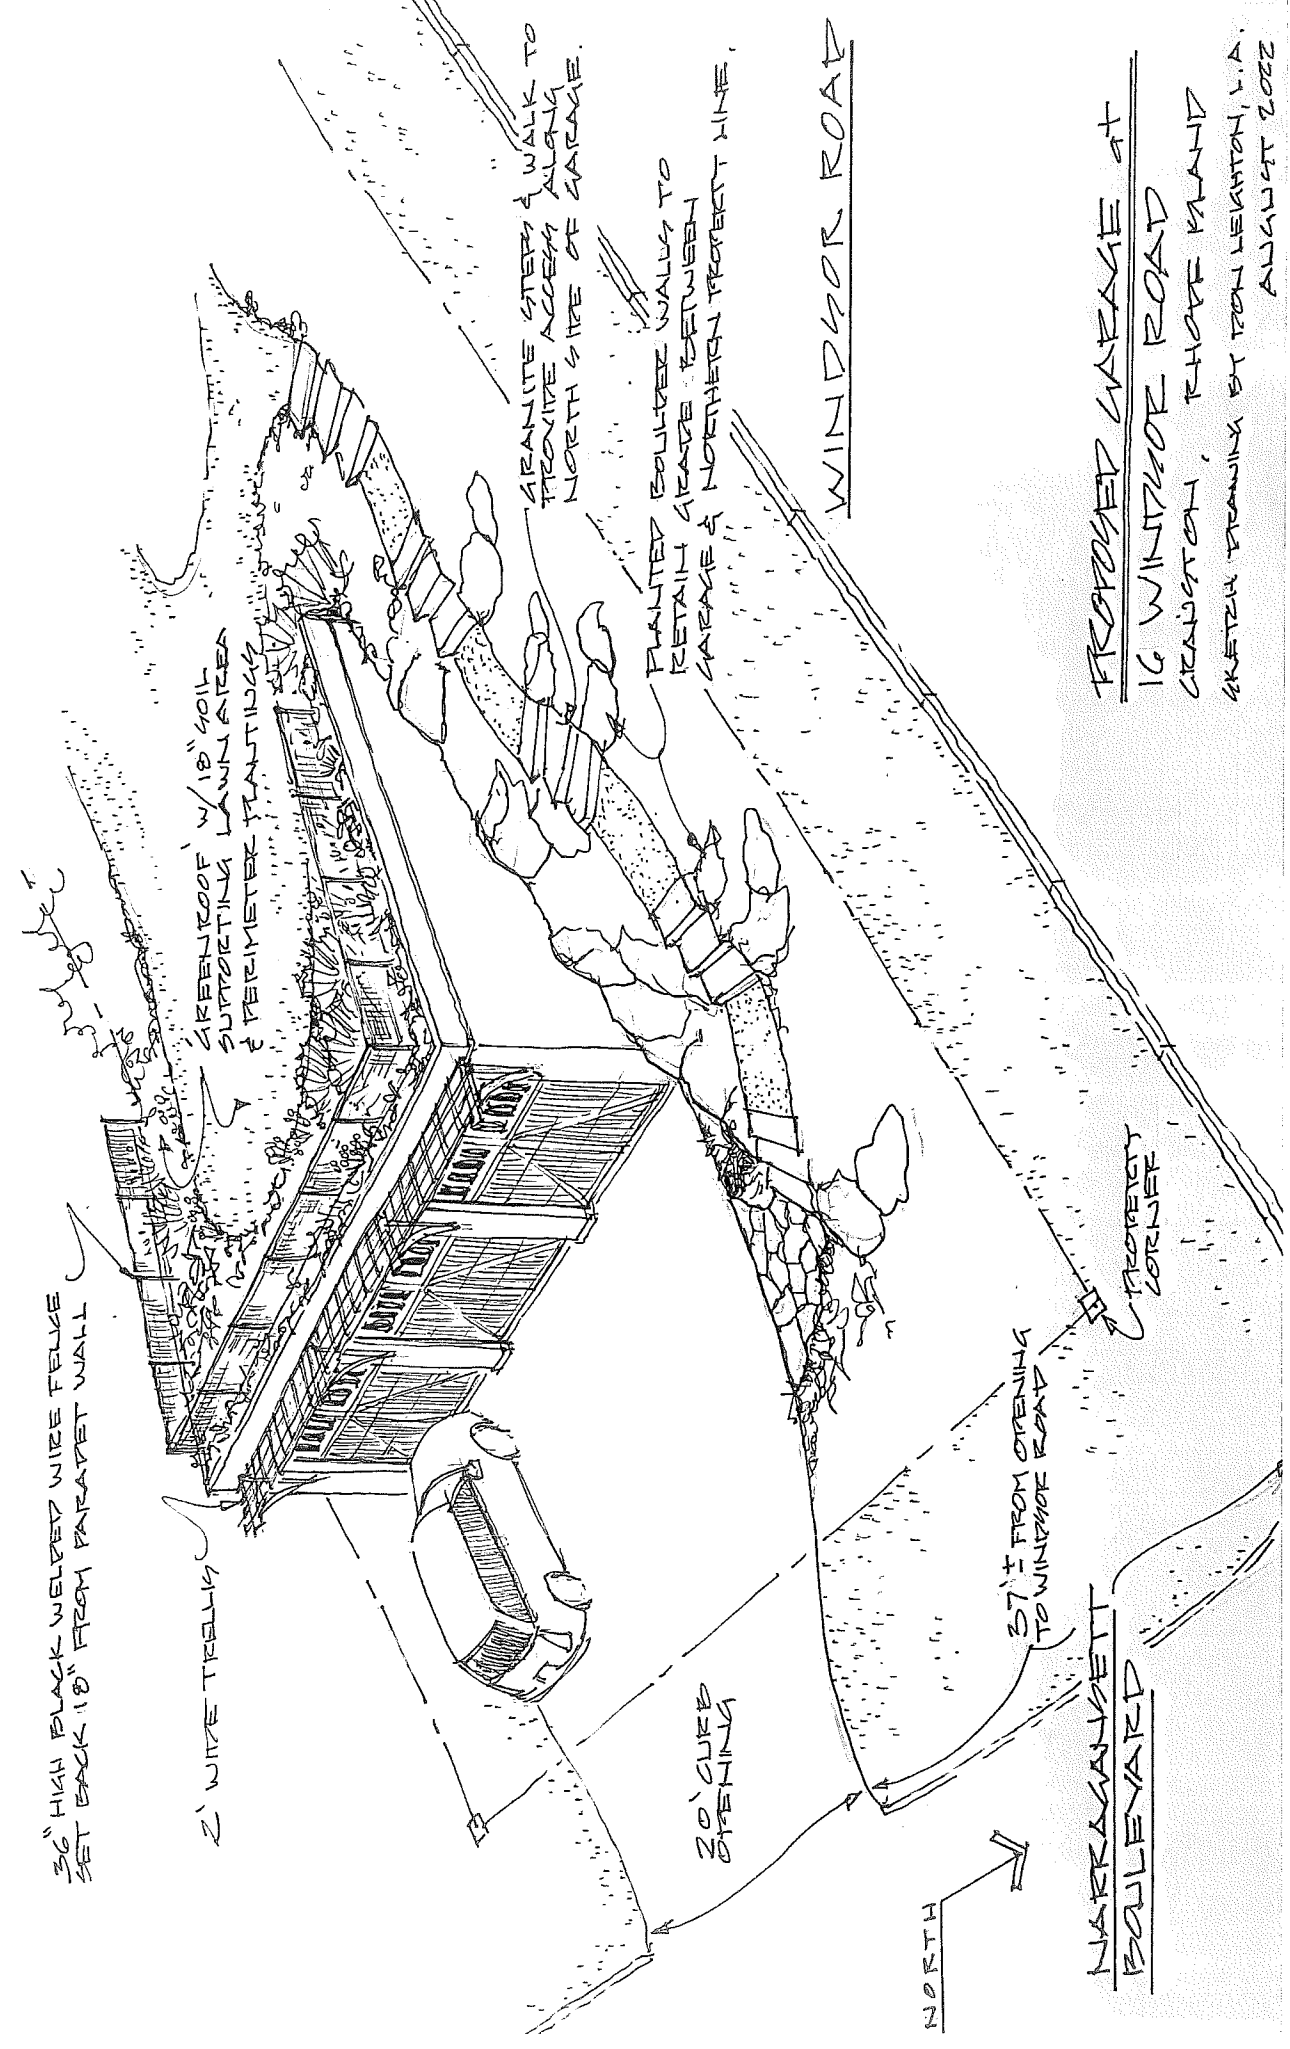 36" HIGH BLACK WELDED WIRE FENCE
SET BACK 18" FROM PARAPET WALL
2' WIDE TRELLIS
GREENROOF W/ 18" SOIL
SUPPORTING LAWN AREA
& PERIMETER PLANTINGS
GRANITE STEPS & WALK TO
PROVIDE ACCESS ALONG
NORTH SIDE OF GARAGE.
PLANTED BOULDER WALLS TO
RETAIN GRADE BETWEEN
GARAGE & NORTHERN PROPERTY LINE.
WINDSOR ROAD
20' CURB
OPENING
37' ± FROM OPENING
TO WINDSOR ROAD
PROPERTY
CORNER
NORTH
NARRAGANSETT
BOULEVARD
PROPOSED GARAGE at
16 WINDSOR ROAD
CRANSTON, RHODE ISLAND
SKETCH DRAWING BY LEIGHTON, L.A.
AUGUST 2022